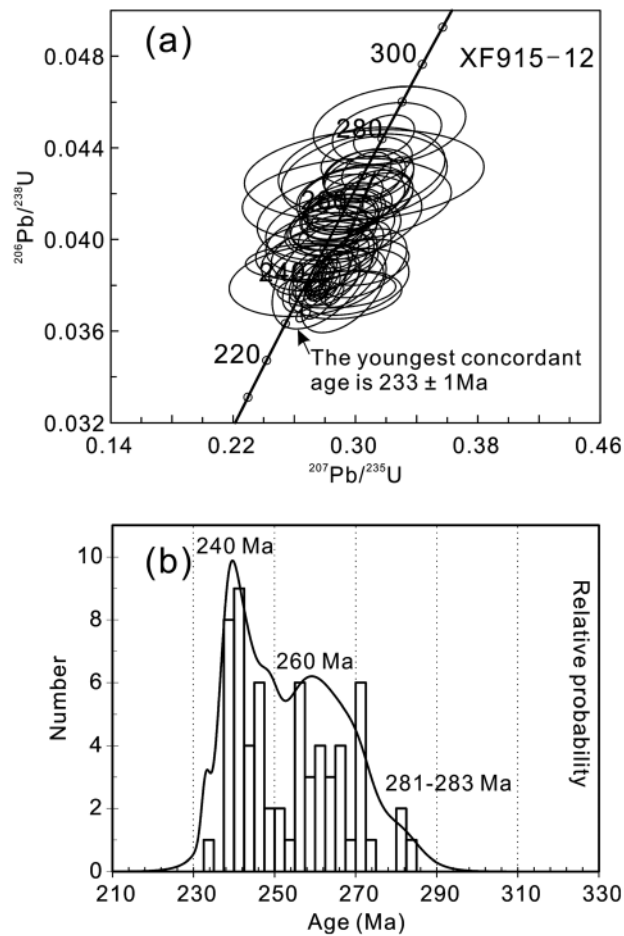 (a)
XF915-12
0.048
0.044
0.040
0.036
0.032
²⁰⁶Pb/²³⁸U
300
280
240
220
The youngest concordant
age is 233 ± 1Ma
0.14
0.22
0.30
0.38
0.46
²⁰⁷Pb/²³⁵U
(b)
240 Ma
260 Ma
281-283 Ma
10
8
6
4
2
0
Number
Relative probability
210
230
250
270
290
310
330
Age (Ma)